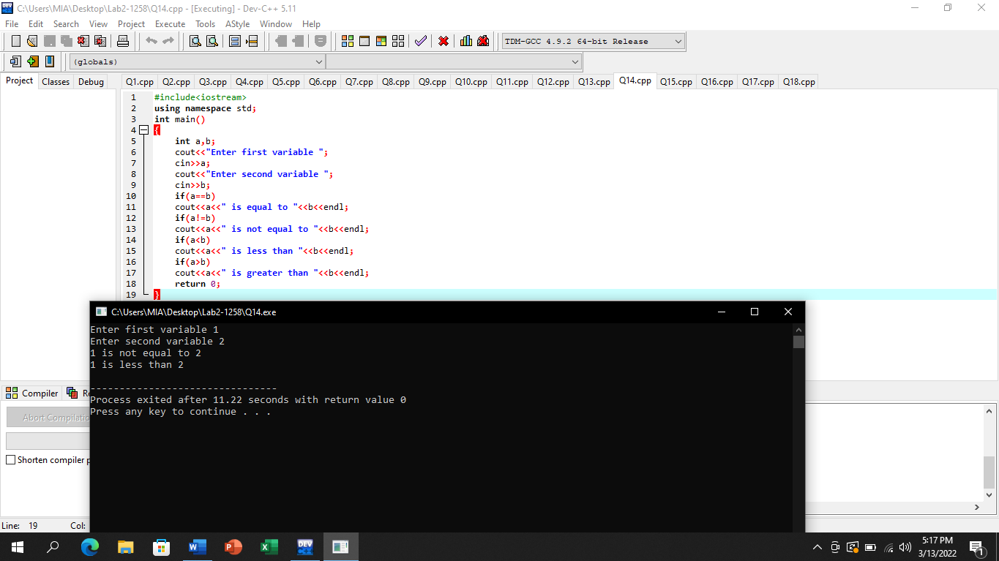 C:\Users\MIA\Desktop\Lab2-1258\Q14.cpp - [Executing] - Dev-C++ 5.11
File Edit Search View Project Execute Tools AStyle Window Help
TDM-GCC 4.9.2 64-bit Release
(globals)
Project Classes Debug Q1.cpp Q2.cpp Q3.cpp Q4.cpp Q5.cpp Q6.cpp Q7.cpp Q8.cpp Q9.cpp Q10.cpp Q11.cpp Q12.cpp Q13.cpp Q14.cpp Q15.cpp Q16.cpp Q17.cpp Q18.cpp
1 #include<iostream>
2 using namespace std;
3 int main()
4 {
5 int a,b;
6 cout<<"Enter first variable ";
7 cin>>a;
8 cout<<"Enter second variable ";
9 cin>>b;
10 if(a==b)
11 cout<<a<<" is equal to "<<b<<endl;
12 if(a!=b)
13 cout<<a<<" is not equal to "<<b<<endl;
14 if(a<b)
15 cout<<a<<" is less than "<<b<<endl;
16 if(a>b)
17 cout<<a<<" is greater than "<<b<<endl;
18 return 0;
19 }
C:\Users\MIA\Desktop\Lab2-1258\Q14.exe
Enter first variable 1
Enter second variable 2
1 is not equal to 2
1 is less than 2
--------------------------------
Process exited after 11.22 seconds with return value 0
Press any key to continue . . .
Compiler Re
Abort Compilatio
Shorten compiler p
Line: 19 Col:
5:17 PM
3/13/2022
1